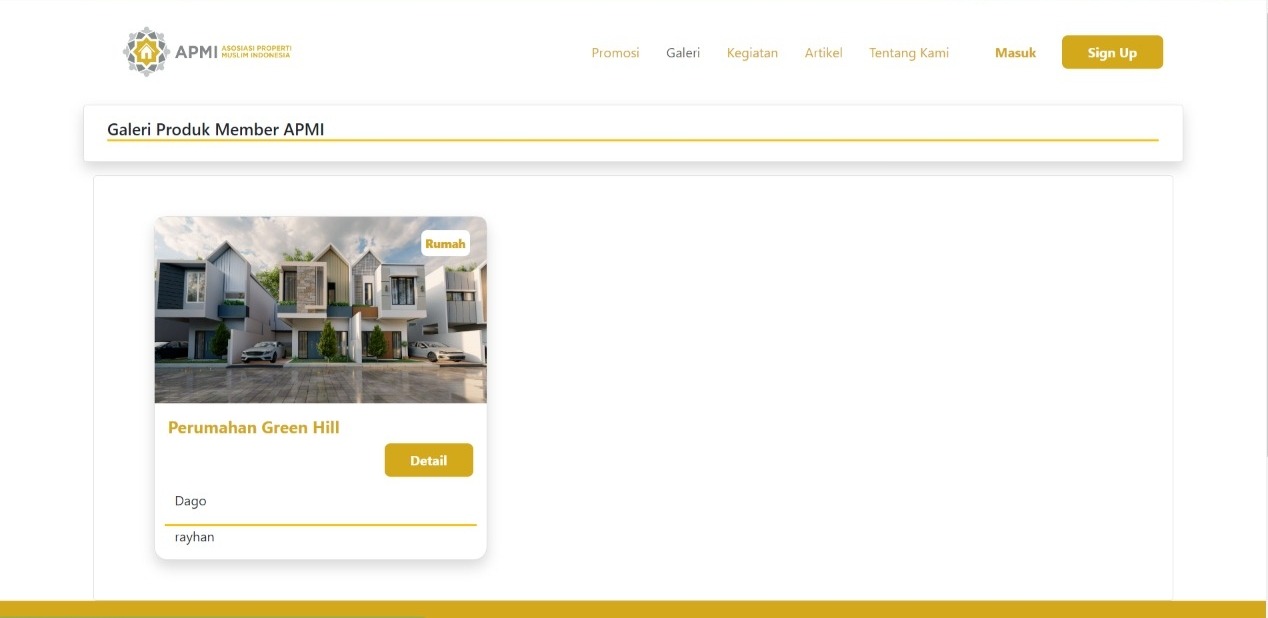 APMI ASOSIASI PROPERTI
MUSLIM INDONESIA
Promosi Galeri Kegiatan Artikel Tentang Kami Masuk Sign Up
Galeri Produk Member APMI
Rumah
Perumahan Green Hill
Detail
Dago
rayhan